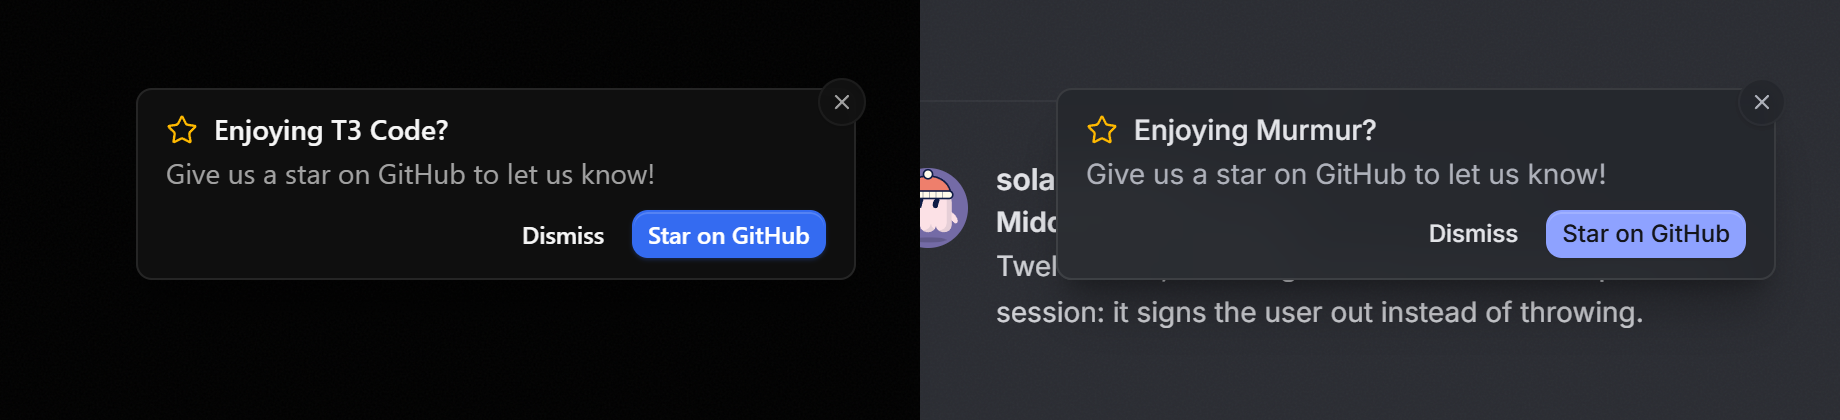 Enjoying T3 Code?
Give us a star on GitHub to let us know!
Dismiss
Star on GitHub
Enjoying Murmur?
Give us a star on GitHub to let us know!
Dismiss
Star on GitHub
sola
session: it signs the user out instead of throwing.